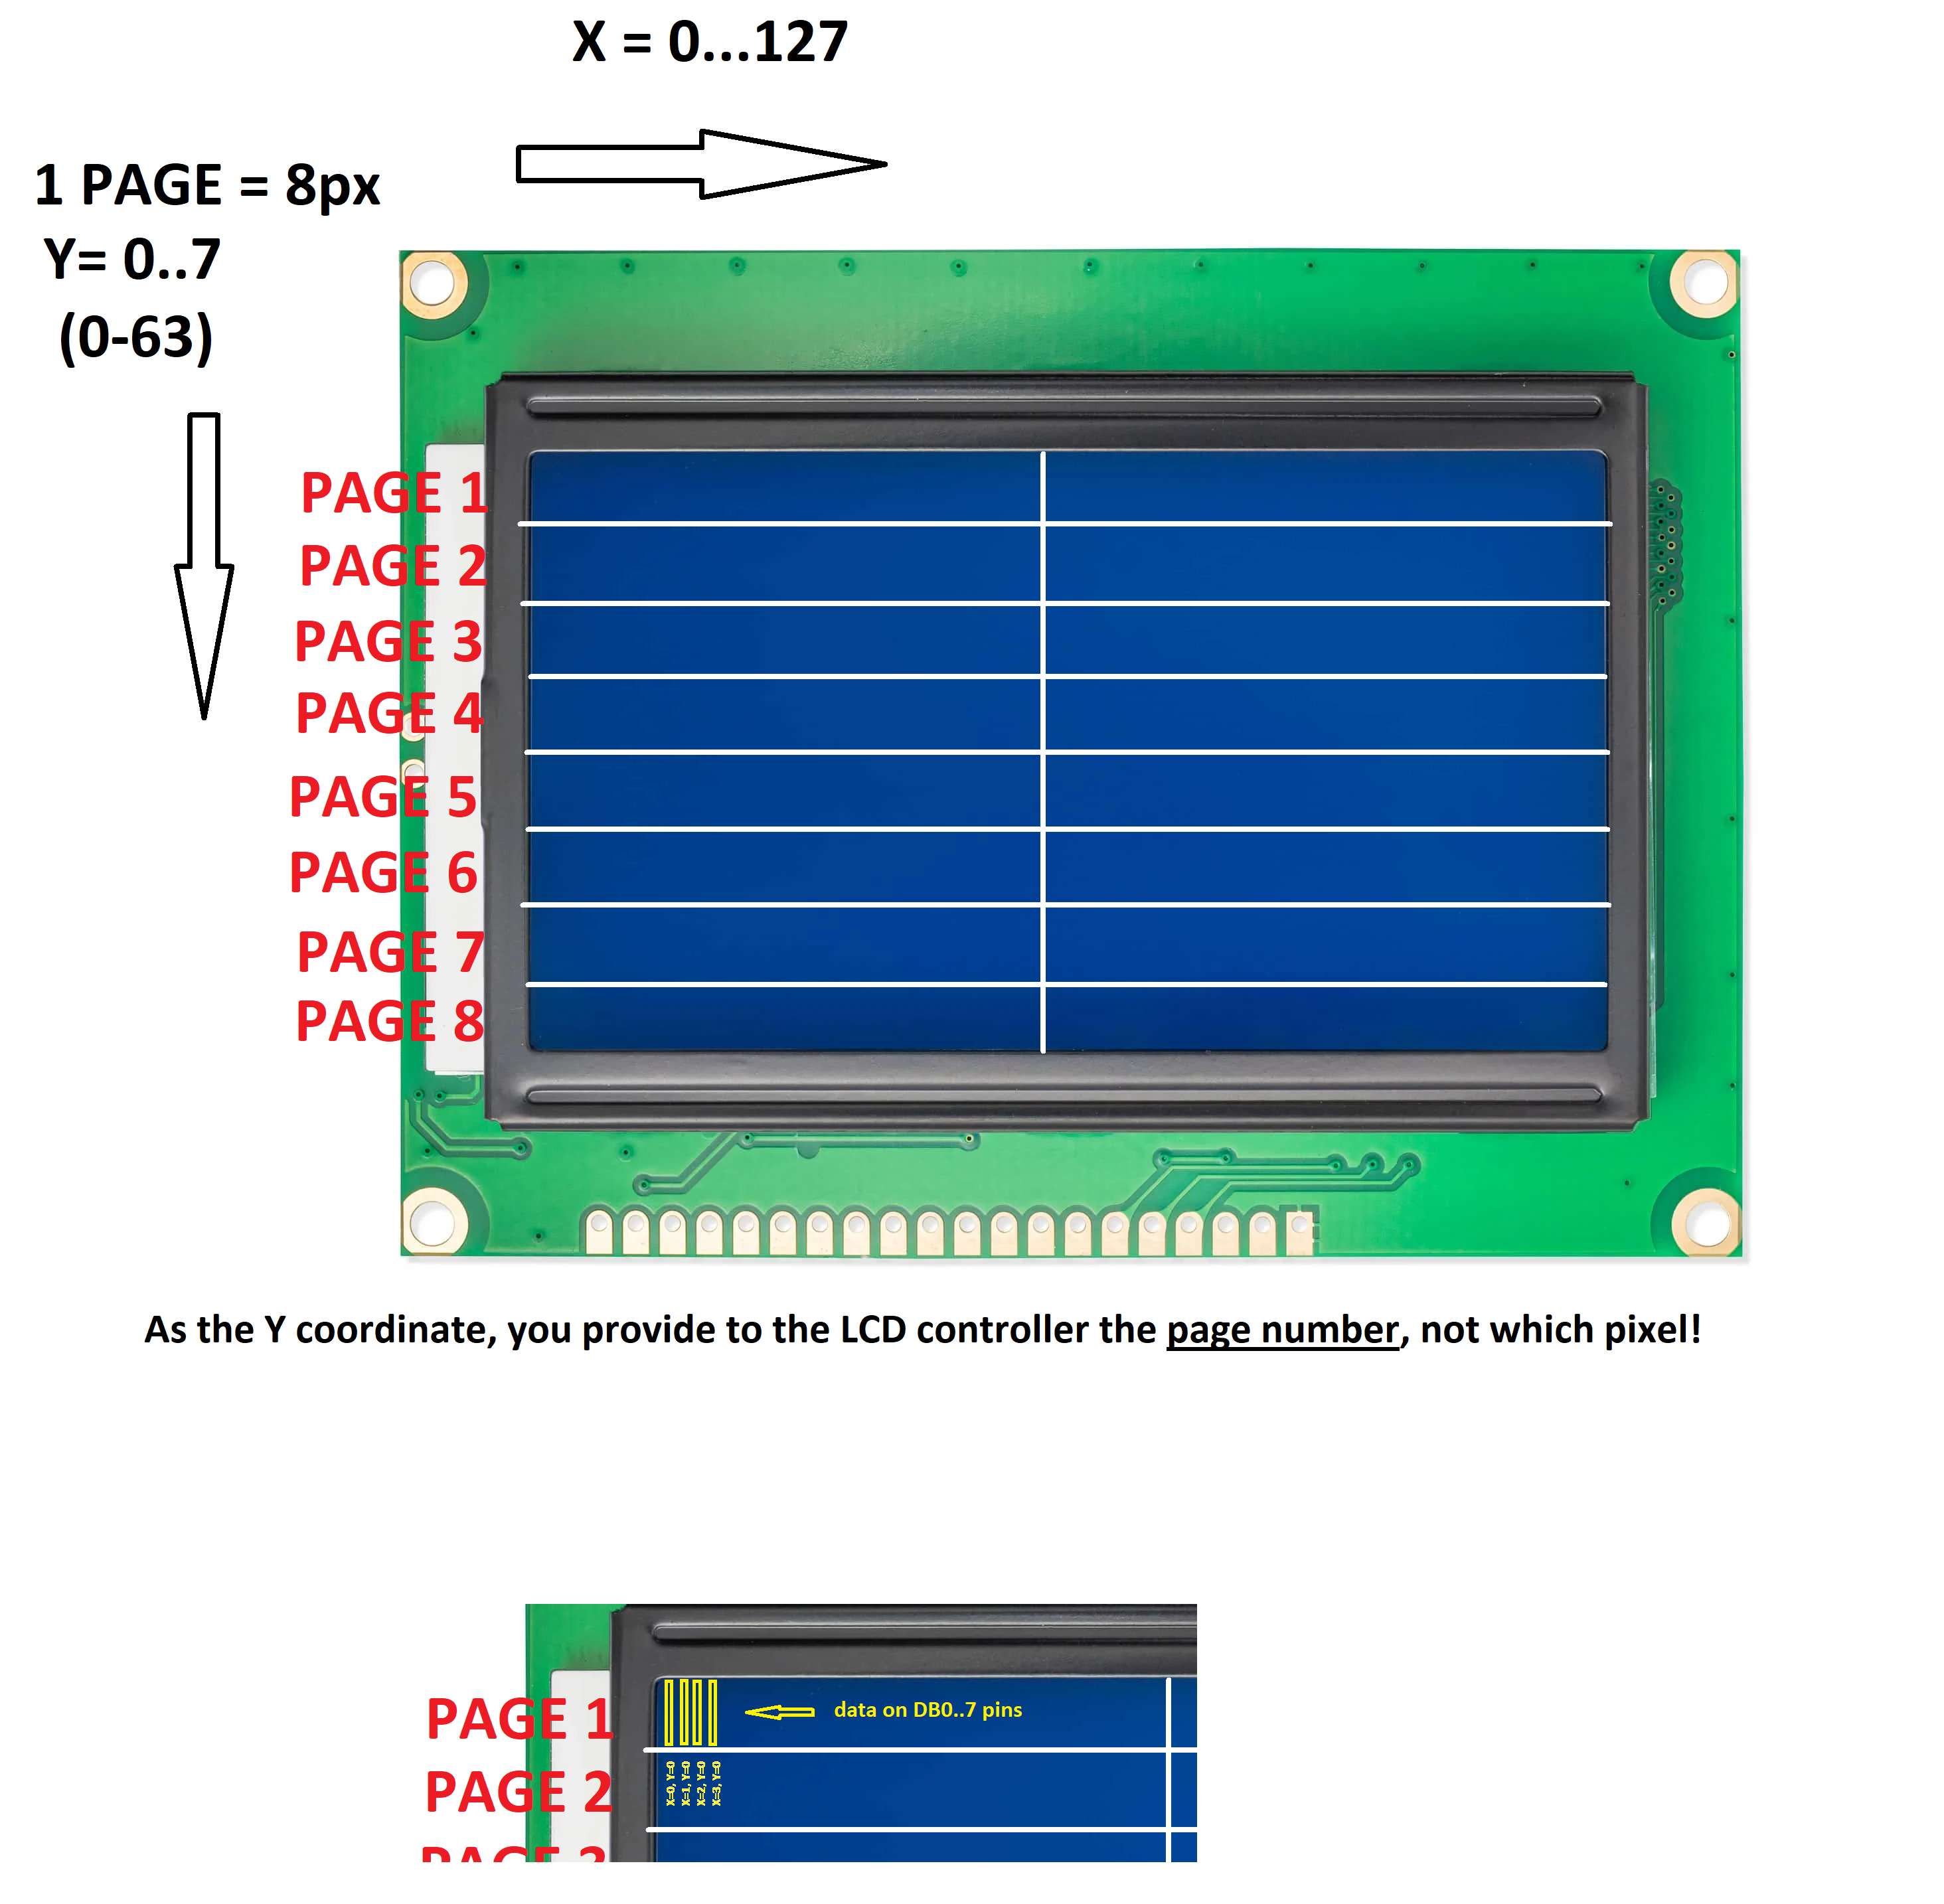 X = 0...127
1 PAGE = 8px
Y= 0..7
(0-63)
PAGE 1
PAGE 2
PAGE 3
PAGE 4
PAGE 5
PAGE 6
PAGE 7
PAGE 8
As the Y coordinate, you provide to the LCD controller the page number, not which pixel!
PAGE 1
data on DB0..7 pins
X=0, Y=0
X=1, Y=0
X=2, Y=0
X=3, Y=0
PAGE 2
PAGE 3